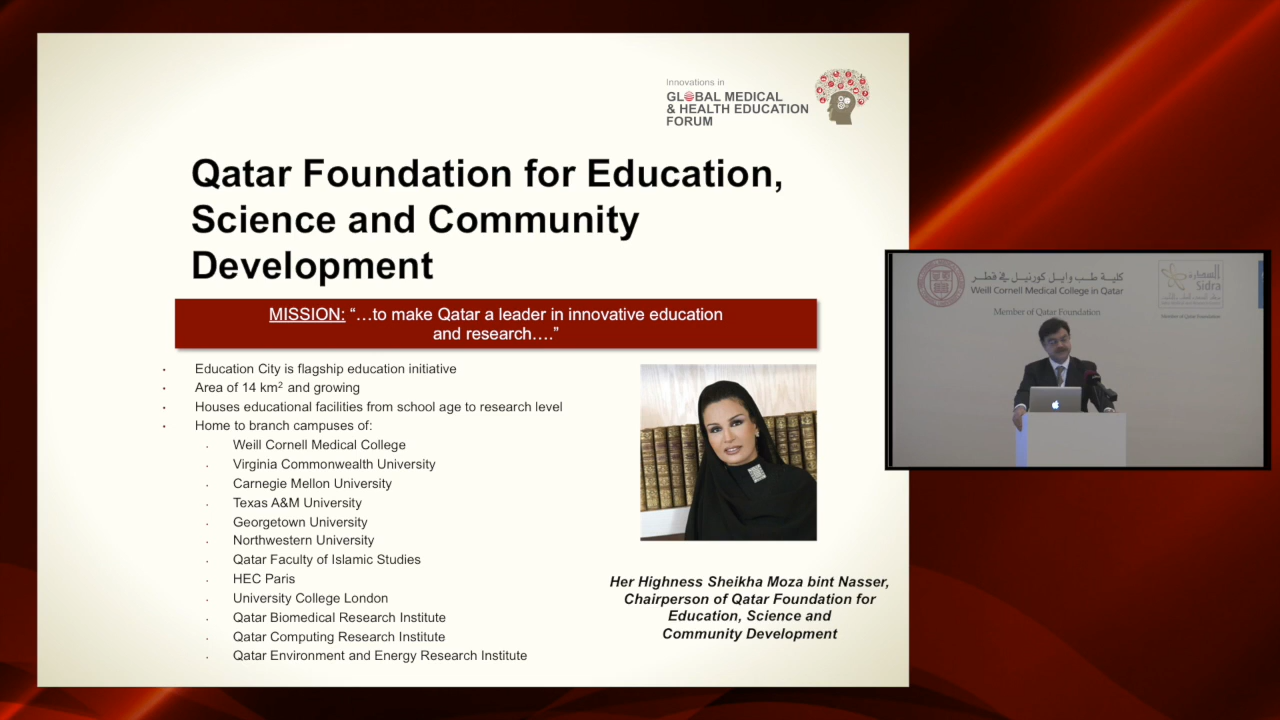 Innovations in
GLOBAL MEDICAL
& HEALTH EDUCATION
FORUM
Qatar Foundation for Education,
Science and Community
Development
MISSION: “…to make Qatar a leader in innovative education
and research….”
• Education City is flagship education initiative
• Area of 14 km² and growing
• Houses educational facilities from school age to research level
• Home to branch campuses of:
• Weill Cornell Medical College
• Virginia Commonwealth University
• Carnegie Mellon University
• Texas A&M University
• Georgetown University
• Northwestern University
• Qatar Faculty of Islamic Studies
• HEC Paris
• University College London
• Qatar Biomedical Research Institute
• Qatar Computing Research Institute
• Qatar Environment and Energy Research Institute
Her Highness Sheikha Moza bint Nasser,
Chairperson of Qatar Foundation for
Education, Science and
Community Development
كلية طب وايل كورنيل في قطر
Weill Cornell Medical College in Qatar
Member of Qatar Foundation
Sidra
Member of Qatar Foundation